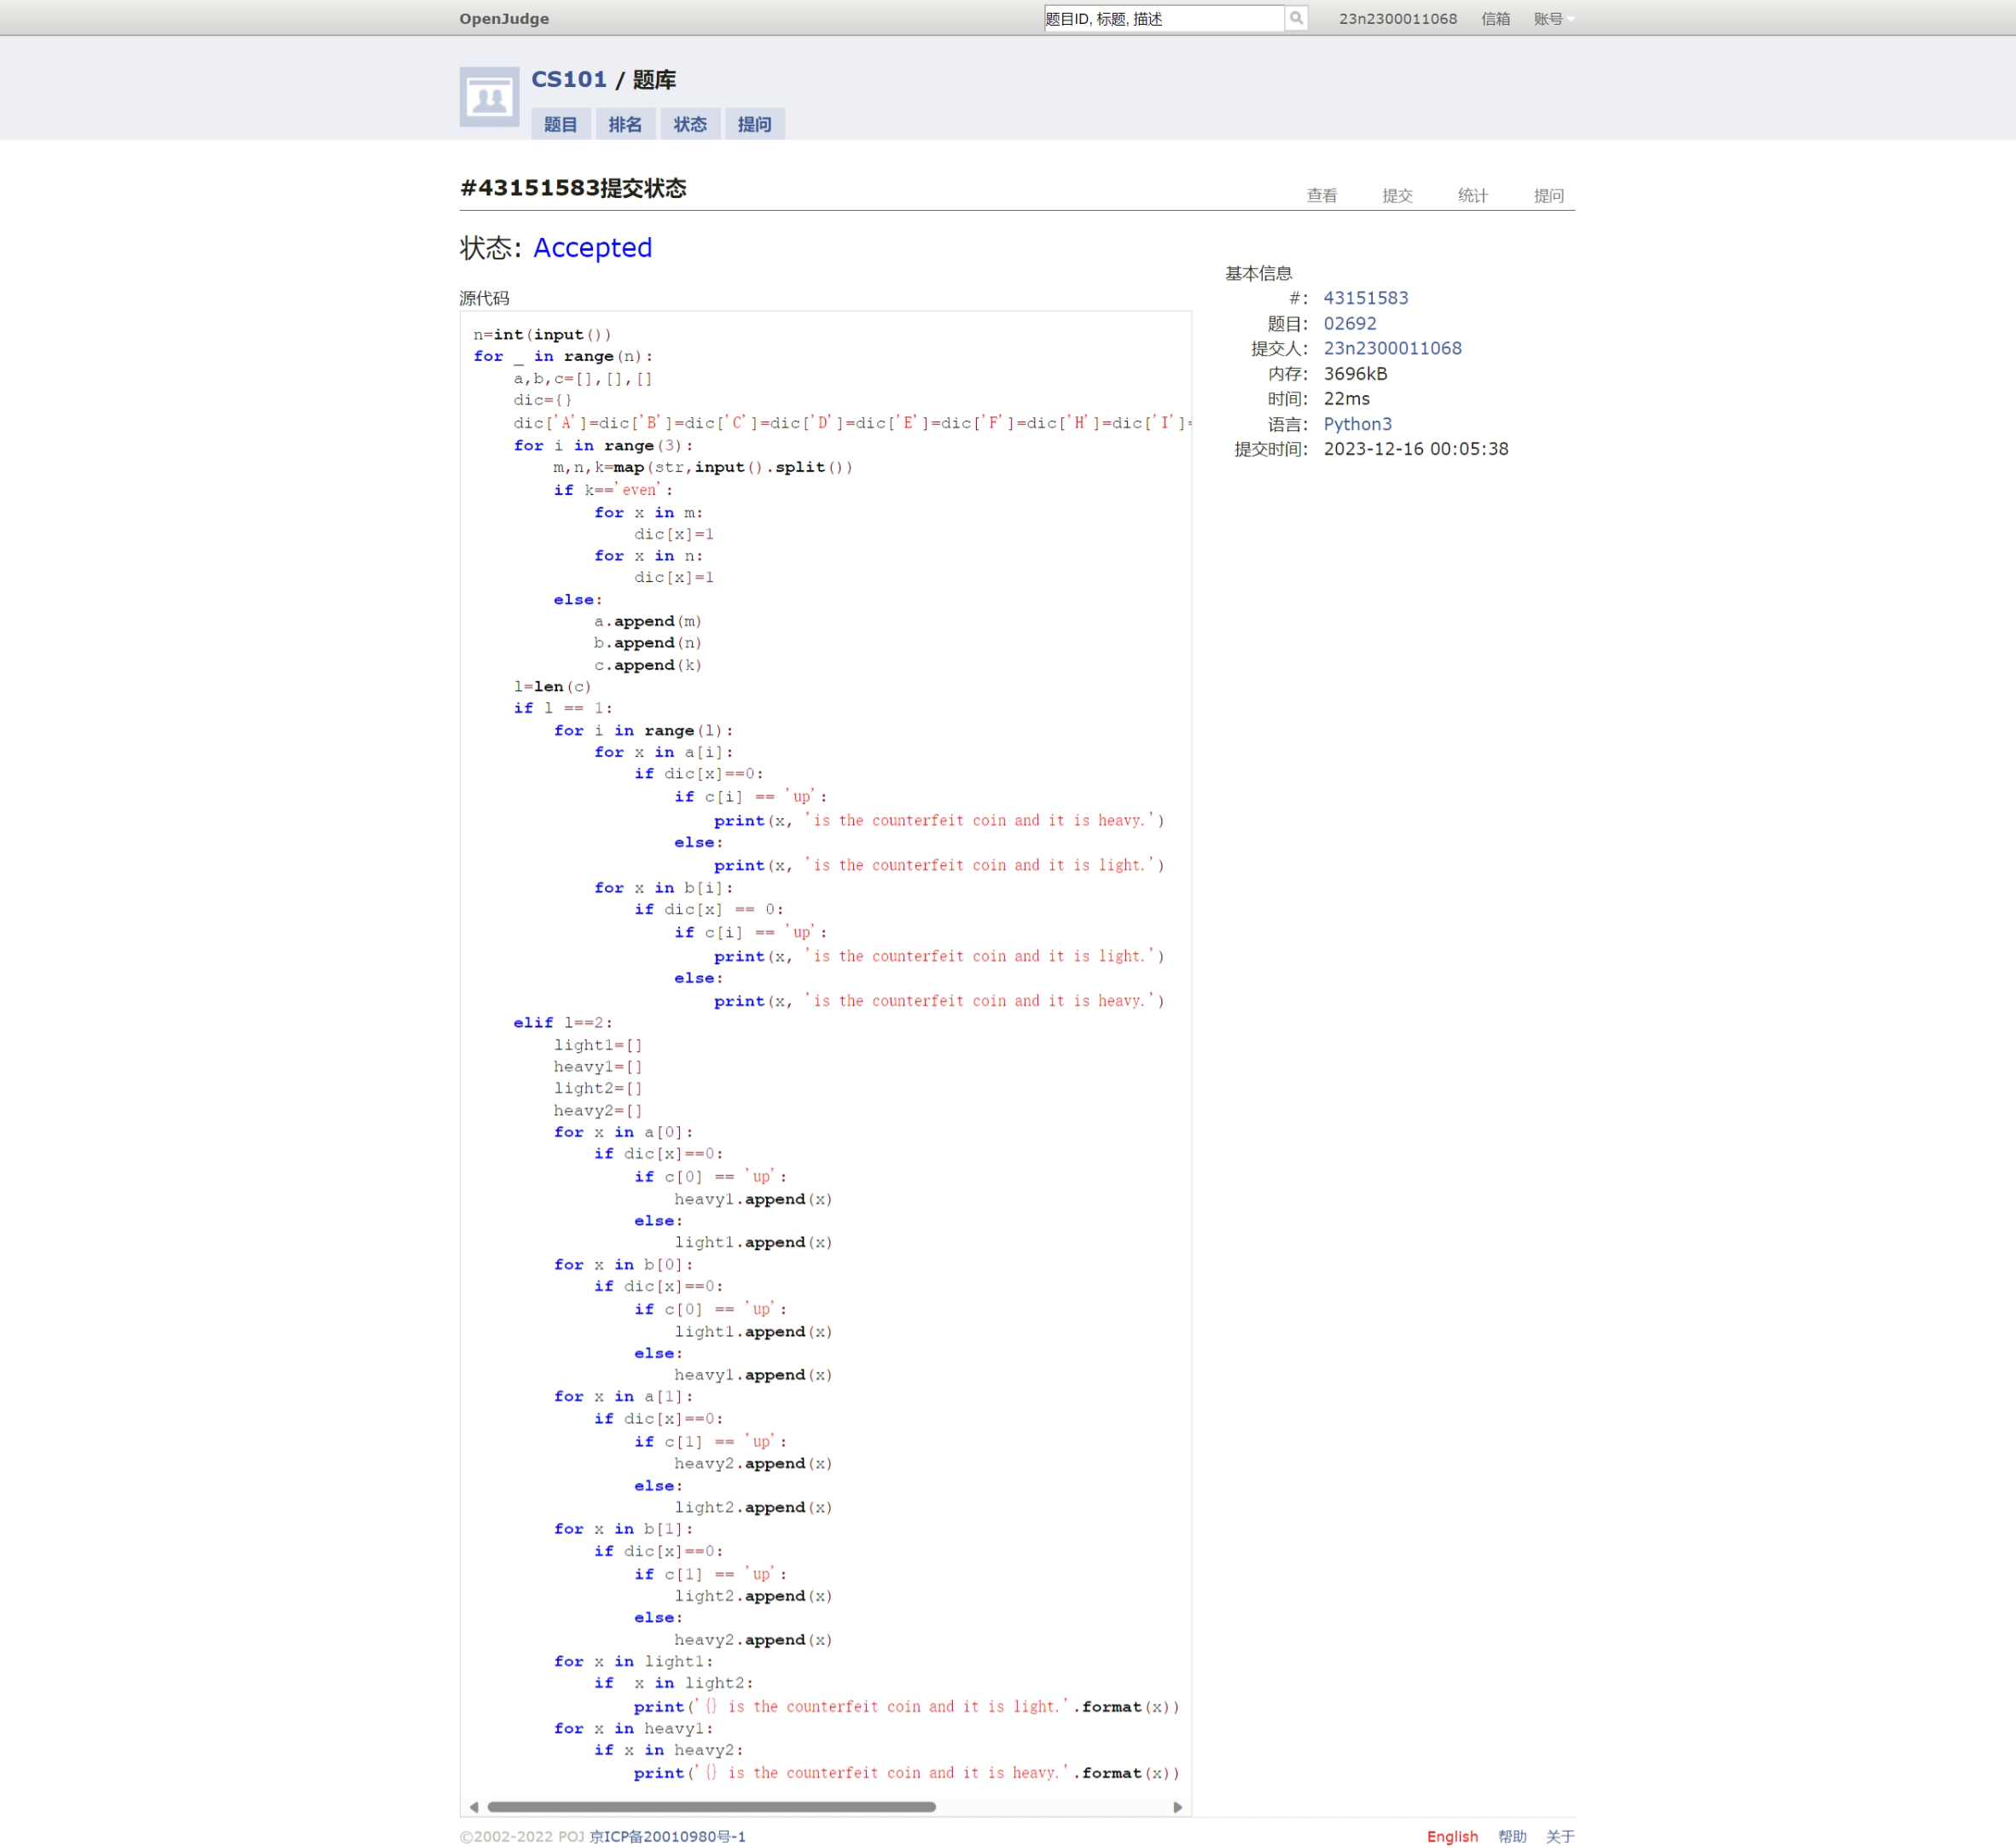 OpenJudge
题目ID, 标题, 描述
23n2300011068 信箱 账号
CS101 / 题库
题目 排名 状态 提问
#43151583提交状态
查看 提交 统计 提问
状态: Accepted
源代码
n=int(input())
for _ in range(n):
    a,b,c=[],[],[]
    dic={}
    dic['A']=dic['B']=dic['C']=dic['D']=dic['E']=dic['F']=dic['H']=dic['I']=
    for i in range(3):
        m,n,k=map(str,input().split())
        if k=='even':
            for x in m:
                dic[x]=1
            for x in n:
                dic[x]=1
        else:
            a.append(m)
            b.append(n)
            c.append(k)
    l=len(c)
    if l == 1:
        for i in range(l):
            for x in a[i]:
                if dic[x]==0:
                    if c[i] == 'up':
                        print(x, 'is the counterfeit coin and it is heavy.')
                    else:
                        print(x, 'is the counterfeit coin and it is light.')
            for x in b[i]:
                if dic[x] == 0:
                    if c[i] == 'up':
                        print(x, 'is the counterfeit coin and it is light.')
                    else:
                        print(x, 'is the counterfeit coin and it is heavy.')
    elif l==2:
        light1=[]
        heavy1=[]
        light2=[]
        heavy2=[]
        for x in a[0]:
            if dic[x]==0:
                if c[0] == 'up':
                    heavy1.append(x)
                else:
                    light1.append(x)
        for x in b[0]:
            if dic[x]==0:
                if c[0] == 'up':
                    light1.append(x)
                else:
                    heavy1.append(x)
        for x in a[1]:
            if dic[x]==0:
                if c[1] == 'up':
                    heavy2.append(x)
                else:
                    light2.append(x)
        for x in b[1]:
            if dic[x]==0:
                if c[1] == 'up':
                    light2.append(x)
                else:
                    heavy2.append(x)
        for x in light1:
            if  x in light2:
                print('{} is the counterfeit coin and it is light.'.format(x))
        for x in heavy1:
            if x in heavy2:
                print('{} is the counterfeit coin and it is heavy.'.format(x))
基本信息
#: 43151583
题目: 02692
提交人: 23n2300011068
内存: 3696kB
时间: 22ms
语言: Python3
提交时间: 2023-12-16 00:05:38
©2002-2022 POJ 京ICP备20010980号-1
English 帮助 关于